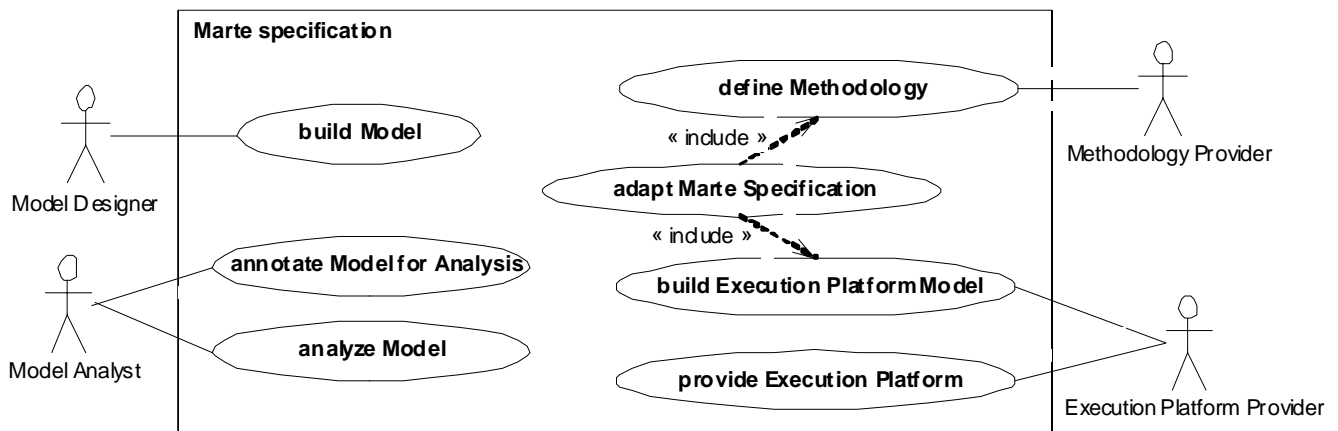 Marte specification
define Methodology
build Model
« include »
Methodology Provider
adapt Marte Specification
Model Designer
« include »
annotate Model for Analysis
build Execution Platform Model
analyze Model
provide Execution Platform
Model Analyst
Execution Platform Provider